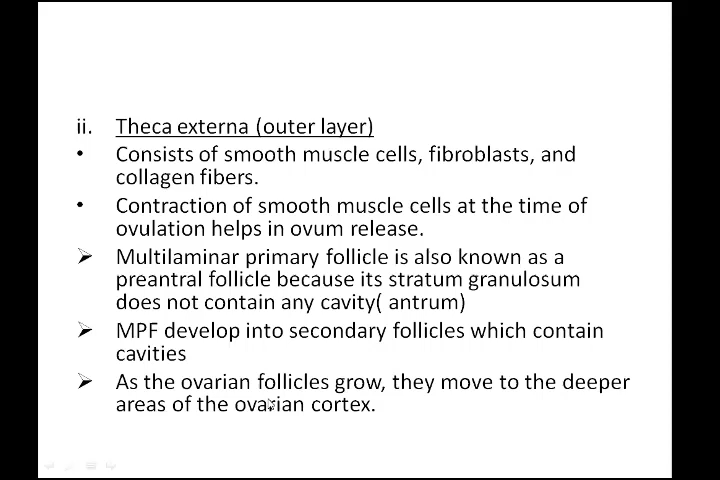 ii. Theca externa (outer layer)
• Consists of smooth muscle cells, fibroblasts, and
collagen fibers.
• Contraction of smooth muscle cells at the time of
ovulation helps in ovum release.
➢ Multilaminar primary follicle is also known as a
preantral follicle because its stratum granulosum
does not contain any cavity( antrum)
➢ MPF develop into secondary follicles which contain
cavities
➢ As the ovarian follicles grow, they move to the deeper
areas of the ovarian cortex.